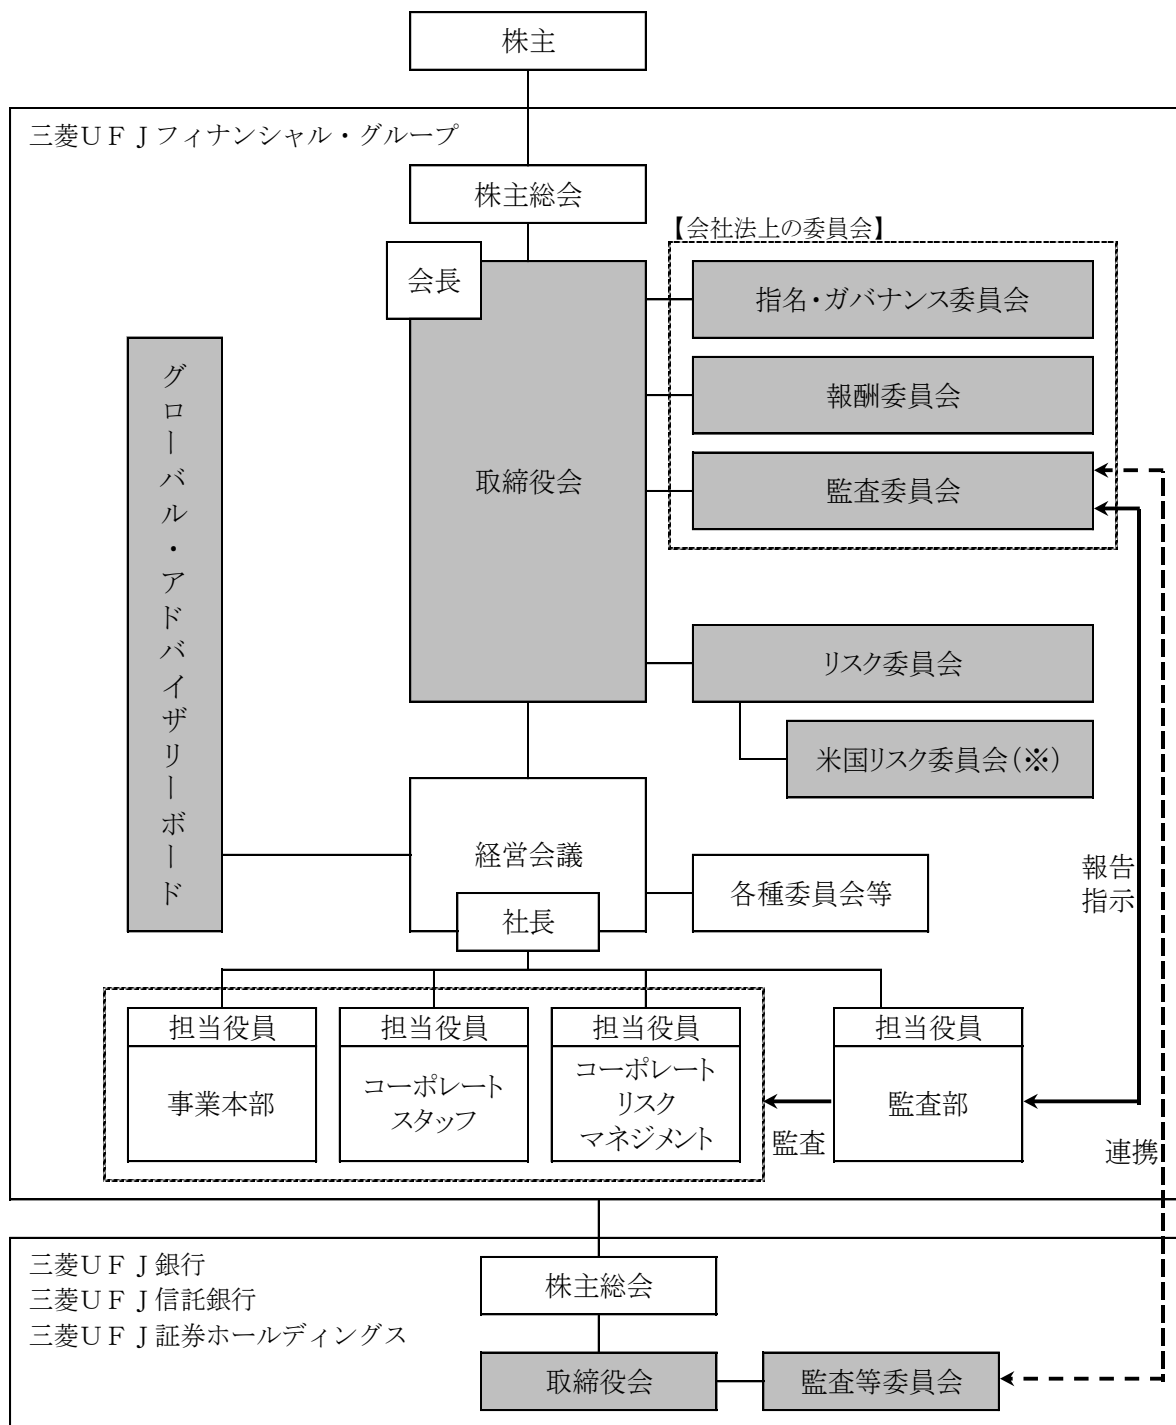 株主
三菱ＵＦＪフィナンシャル・グループ
株主総会
【会社法上の委員会】
会長
指名・ガバナンス委員会
報酬委員会
取締役会
監査委員会
グローバル・アドバイザリーボード
リスク委員会
米国リスク委員会(※)
経営会議
各種委員会等
社長
報告
指示
担当役員
事業本部
担当役員
コーポレート
スタッフ
担当役員
コーポレート
リスク
マネジメント
監査
担当役員
監査部
連携
三菱ＵＦＪ銀行
三菱ＵＦＪ信託銀行
三菱ＵＦＪ証券ホールディングス
株主総会
取締役会
監査等委員会